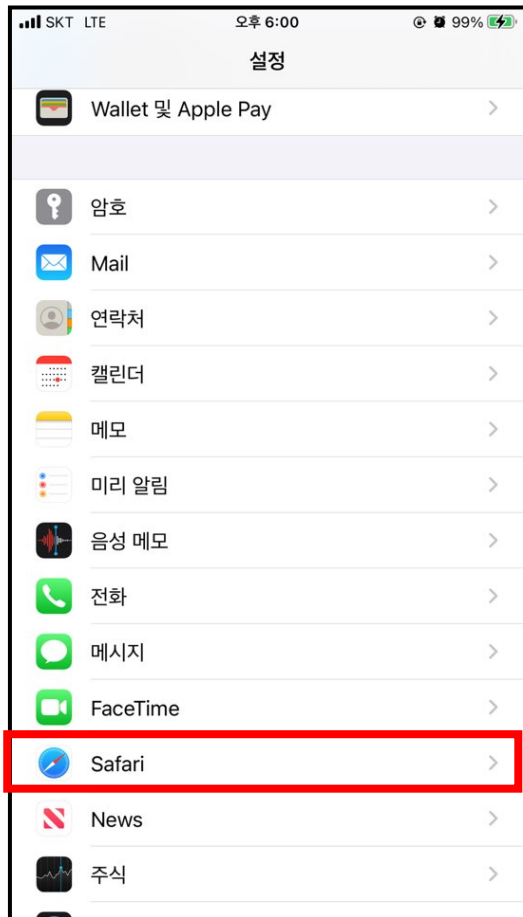 SKT LTE 오후 6:00 99%
설정
Wallet 및 Apple Pay
암호
Mail
연락처
캘린더
메모
미리 알림
음성 메모
전화
메시지
FaceTime
Safari
News
주식